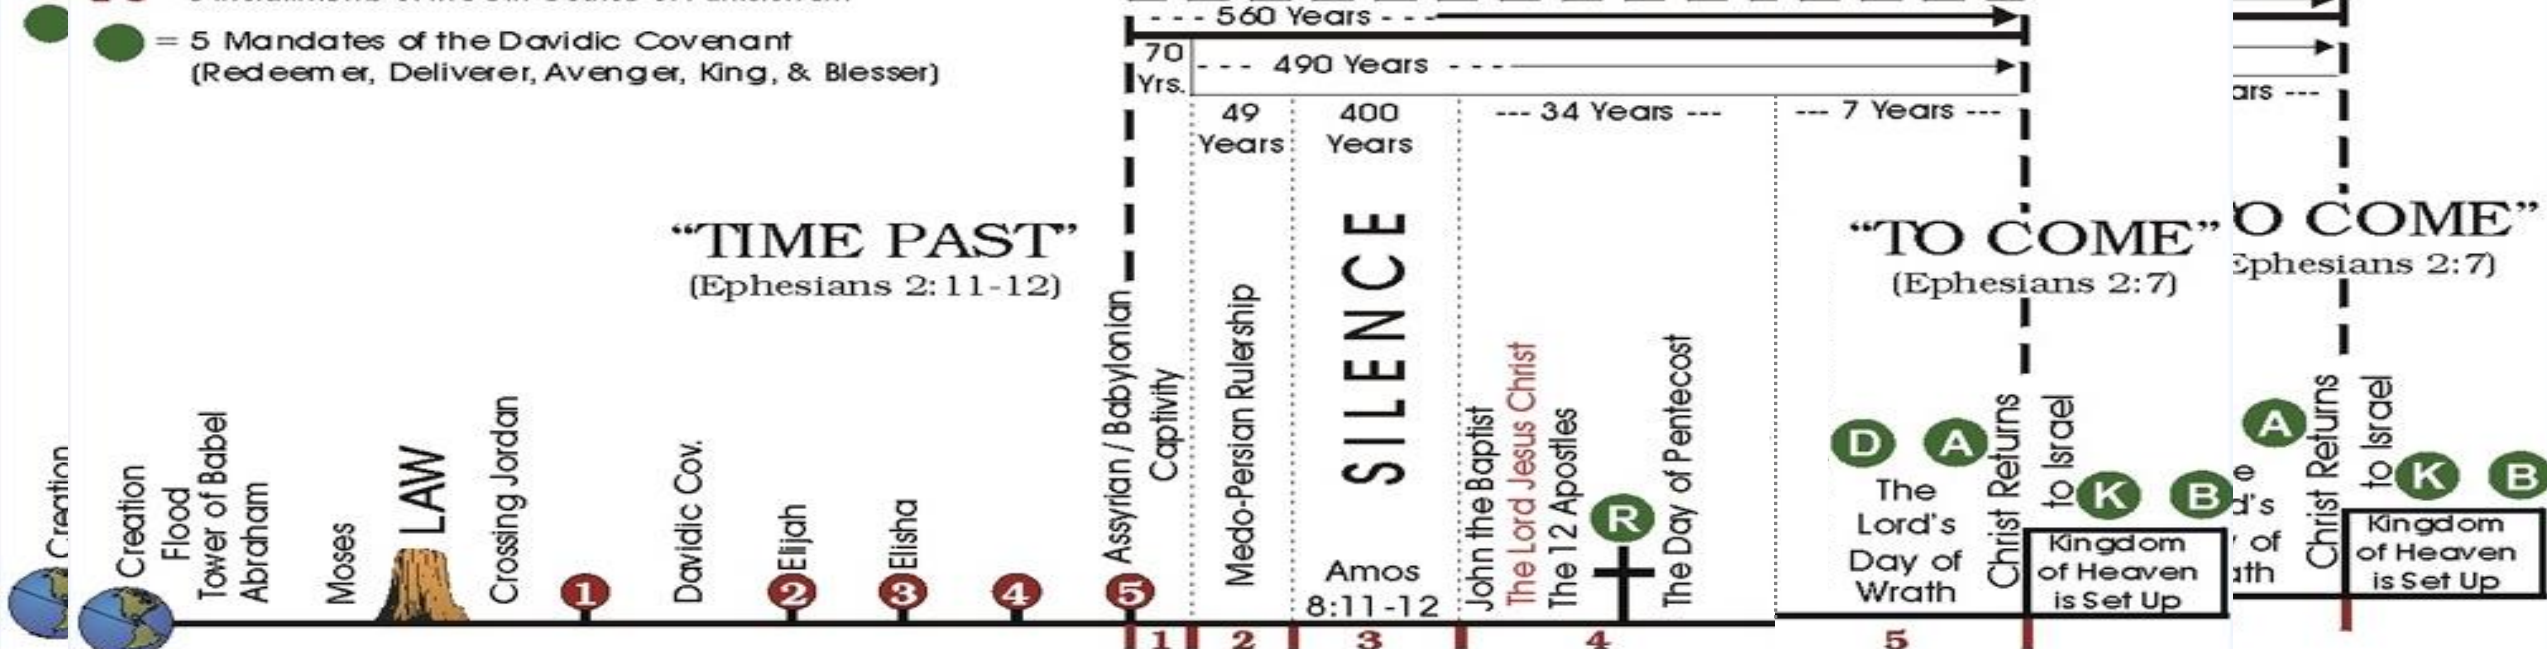 = 5 Mandates of the Davidic Covenant
(Redeemer, Deliverer, Avenger, King, & Blesser)
- - - 560 Years - - -
70
Yrs.
- - - 490 Years - - -
49
Years
400
Years
--- 34 Years ---
--- 7 Years ---
ars ---
“TIME PAST”
(Ephesians 2:11-12)
“TO COME”
(Ephesians 2:7)
O COME”
Ephesians 2:7)
Creation
Creation
Flood
Tower of Babel
Abraham
Moses
LAW
Crossing Jordan
1
Davidic Cov.
2
Elijah
3
Elisha
4
Assyrian / Babylonian
Captivity
5
Medo-Persian Rulership
SILENCE
Amos
8:11-12
John the Baptist
The Lord Jesus Christ
The 12 Apostles
R
The Day of Pentecost
D
A
The
Lord's
Day of
Wrath
Christ Returns
to Israel
K
B
Kingdom
of Heaven
is Set Up
A
e
d's
of
ath
Christ Returns
to Israel
K
B
Kingdom
of Heaven
is Set Up
1
2
3
4
5